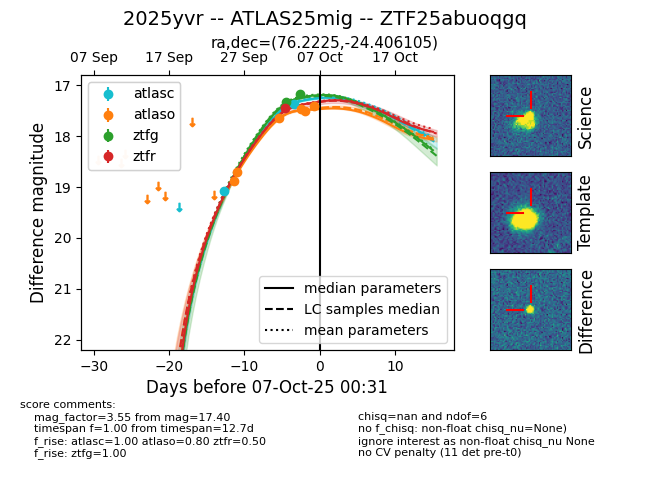 2025yvr -- ATLAS25mig -- ZTF25abuoqgq
ra,dec=(76.2225,-24.406105)
07 Sep 17 Sep 27 Sep 07 Oct 17 Oct
17
18
19
20
21
22
Difference magnitude
atlasc
atlaso
ztfg
ztfr
median parameters
LC samples median
mean parameters
−30 −20 −10 0 10
Days before 07-Oct-25 00:31
Science
Template
Difference
score comments:
mag_factor=3.55 from mag=17.40
timespan f=1.00 from timespan=12.7d
f_rise: atlasc=1.00 atlaso=0.80 ztfr=0.50
f_rise: ztfg=1.00
chisq=nan and ndof=6
no f_chisq: non-float chisq_nu=None)
ignore interest as non-float chisq_nu None
no CV penalty (11 det pre-t0)